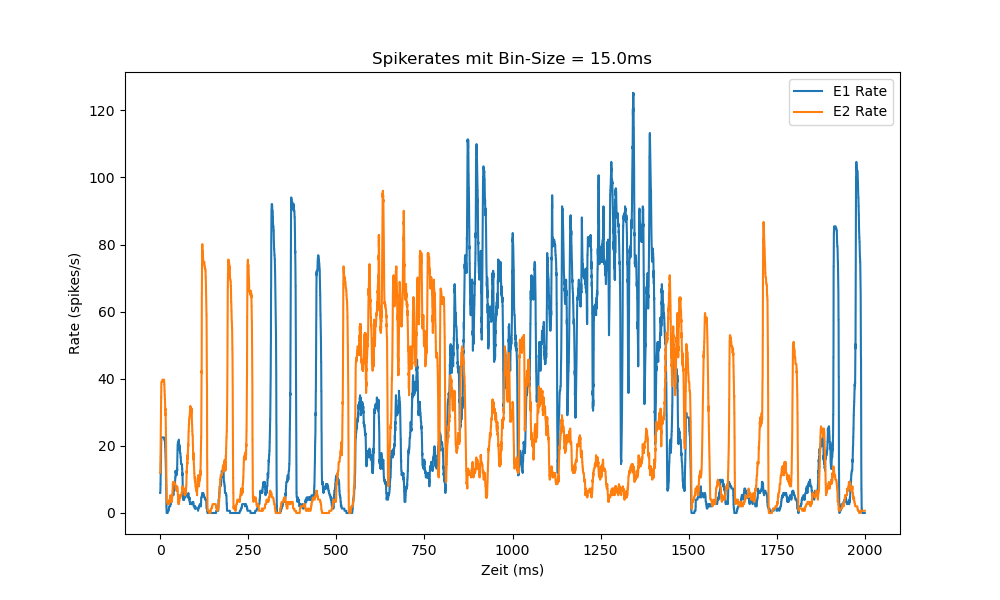 Spikerates mit Bin-Size = 15.0ms
E1 Rate
E2 Rate
Rate (spikes/s)
120
100
80
60
40
20
0
0 250 500 750 1000 1250 1500 1750 2000
Zeit (ms)